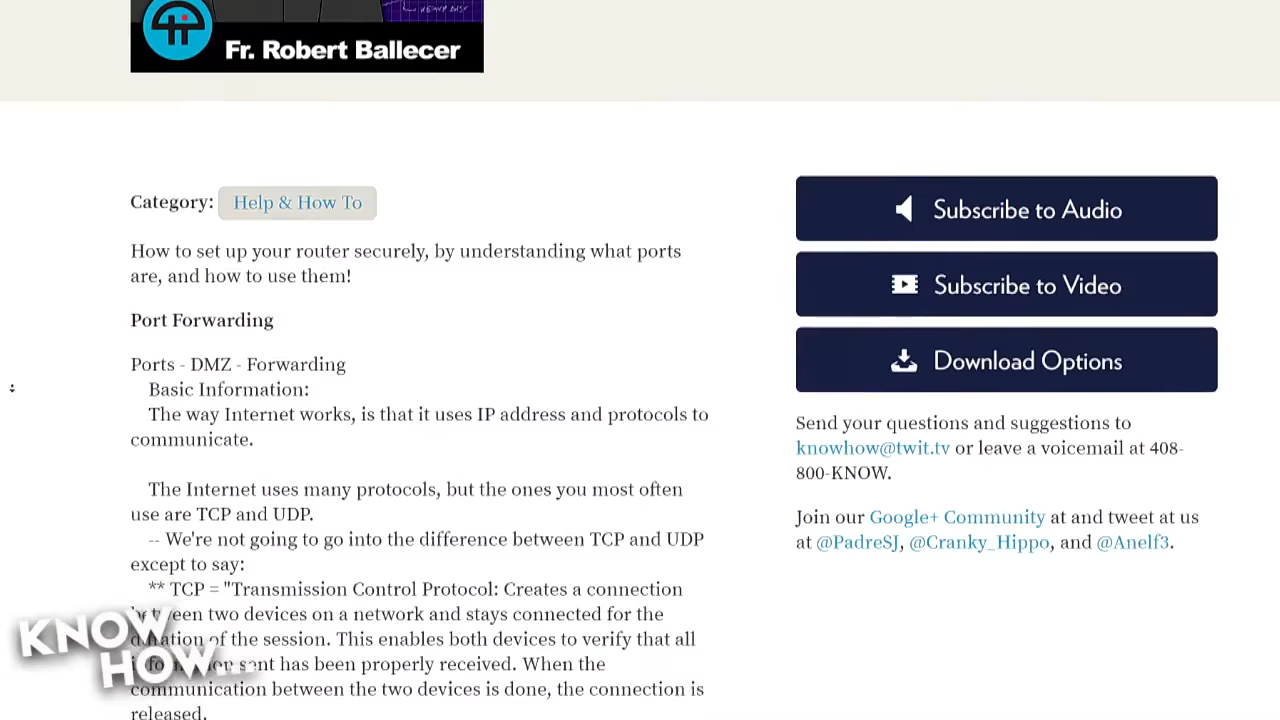 Fr. Robert Ballecer
Category: Help & How To
How to set up your router securely, by understanding what ports
are, and how to use them!
Port Forwarding
Ports - DMZ - Forwarding
Basic Information:
The way Internet works, is that it uses IP address and protocols to
communicate.
The Internet uses many protocols, but the ones you most often
use are TCP and UDP.
-- We're not going to go into the difference between TCP and UDP
except to say:
** TCP = "Transmission Control Protocol: Creates a connection
between two devices on a network and stays connected for the
duration of the session. This enables both devices to verify that all
information sent has been properly received. When the
communication between the two devices is done, the connection is
released.
Subscribe to Audio
Subscribe to Video
Download Options
Send your questions and suggestions to
knowhow@twit.tv or leave a voicemail at 408-
800-KNOW.
Join our Google+ Community at and tweet at us
at @PadreSJ, @Cranky_Hippo, and @Anelf3.
KNOW
HOW...